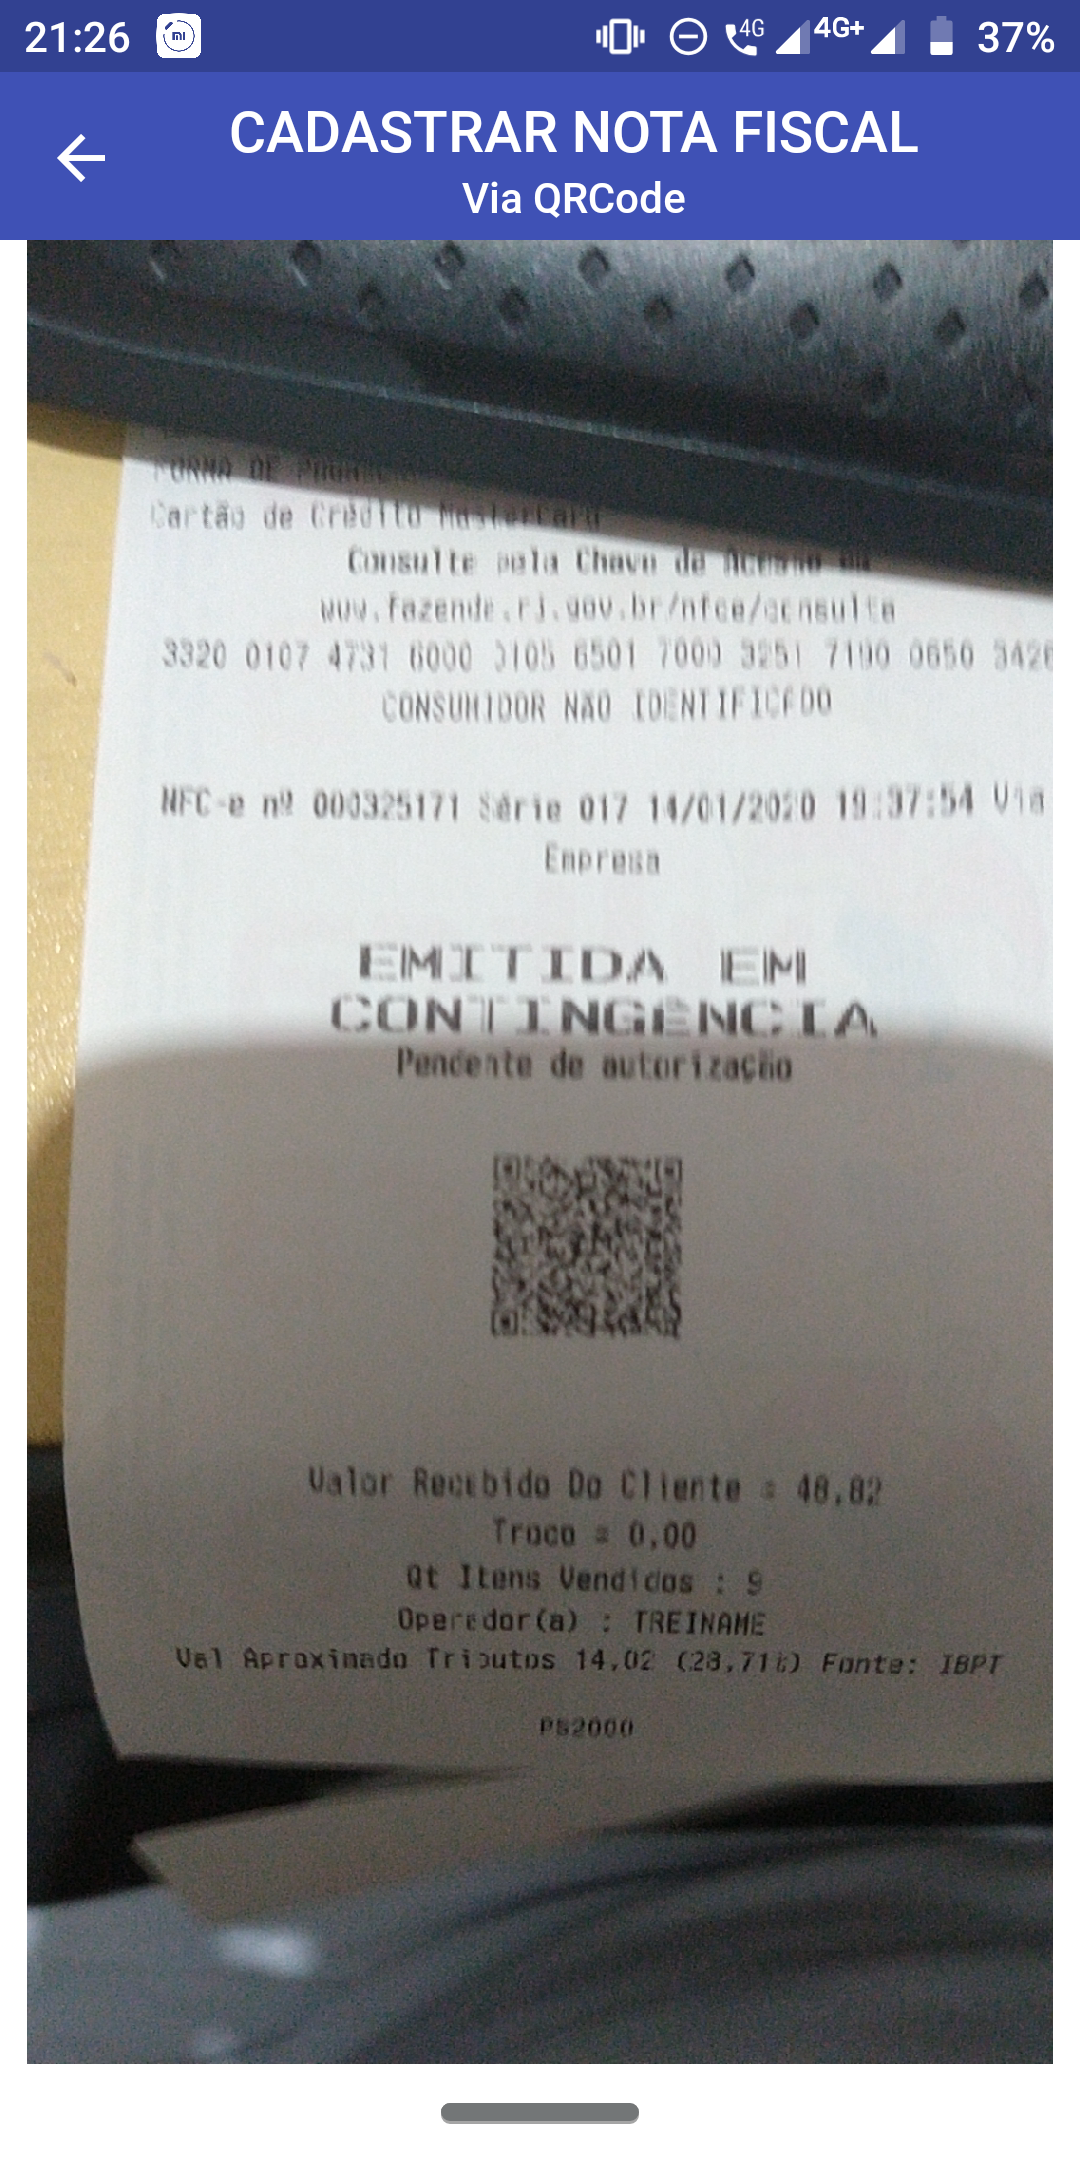 21:26
4G 4G+ 37%
CADASTRAR NOTA FISCAL
Via QRCode
FORMA DE
Cartão de Crédito MasterCard
Consulte pela Chave de Acesso em
www.fazenda.rj.gov.br/nfce/consulta
3320 0107 4731 6000 0105 6501 7000 3251 7190 0650
CONSUMIDOR NÃO IDENTIFICADO
NFC-e nº 000325171 Série 017 14/01/2020 19:37:54 Via
Empresa
EMITIDA EM
CONTINGÊNCIA
Pendente de autorização
Valor Recebido Do Cliente = 48,82
Troco = 0,00
Qt Itens Vendidos : 9
Operador(a) : TREINAME
Val Aproximado Tributos 14,02 (28,71%) Fonte: IBPT
PS2000